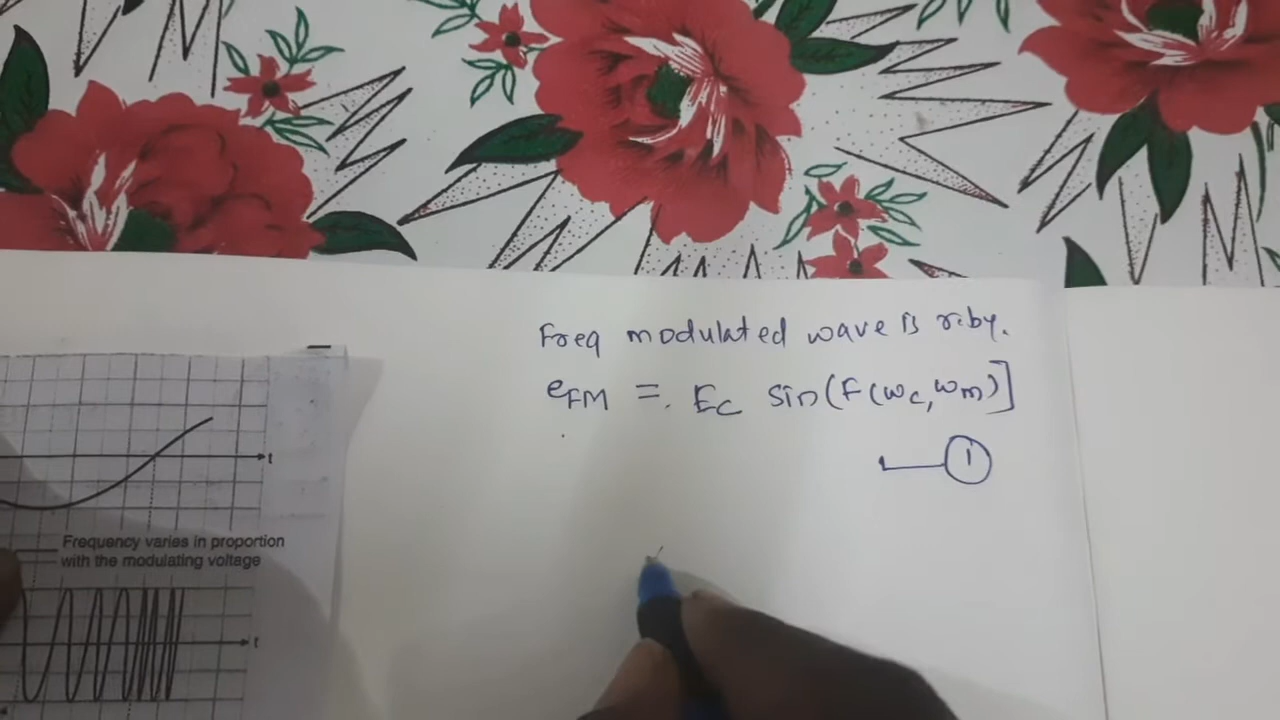 Freq modulated wave is r.by.
eFM = . Ec sin(F(ωc, ωm)]
1
t
Frequency varies in proportion
with the modulating voltage
t